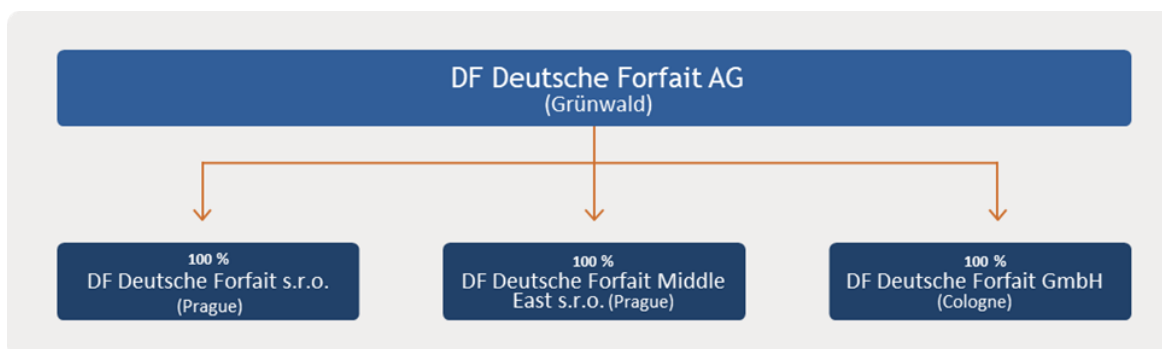 DF Deutsche Forfait AG
(Grünwald)
100 %
DF Deutsche Forfait s.r.o.
(Prague)
100 %
DF Deutsche Forfait Middle
East s.r.o. (Prague)
100 %
DF Deutsche Forfait GmbH
(Cologne)